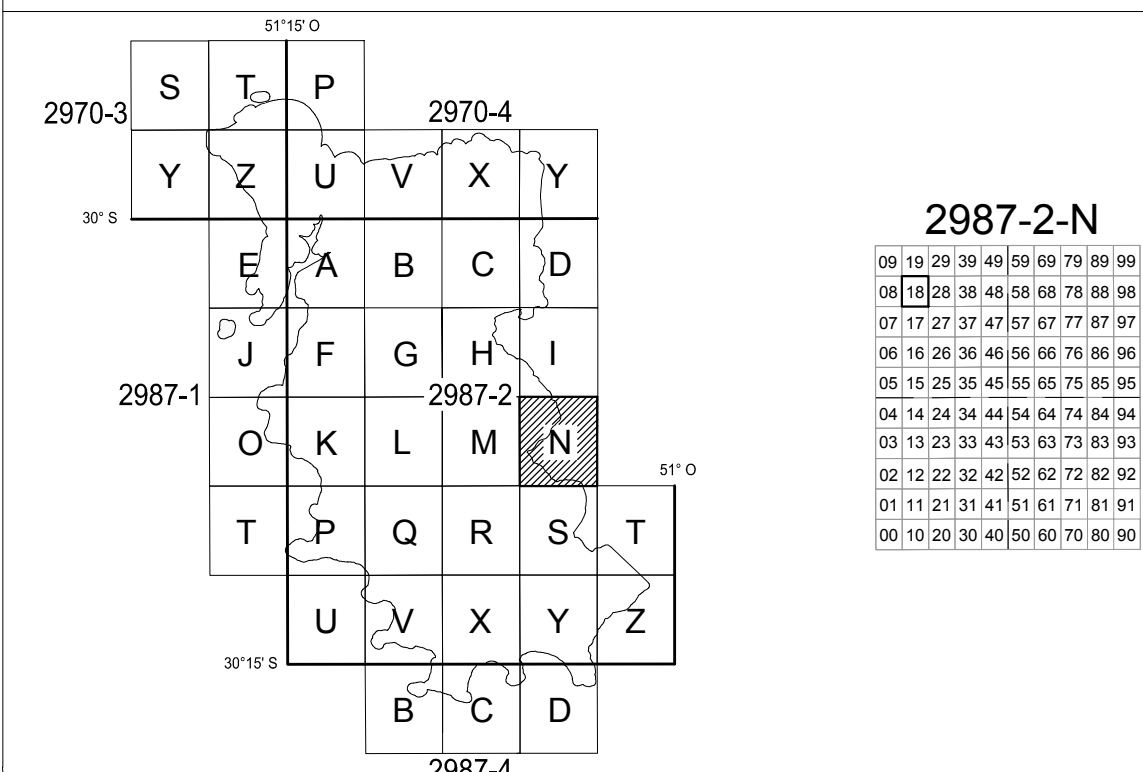 51°15' O
S T P
2970-3 2970-4
Y Z U V X Y
30° S
E A B C D
J F G H I
2987-1 2987-2
O K L M N
51° O
T P Q R S T
U V X Y Z
30°15' S
B C D
2987-4
2987-2-N
09 19 29 39 49 59 69 79 89 99
08 18 28 38 48 58 68 78 88 98
07 17 27 37 47 57 67 77 87 97
06 16 26 36 46 56 66 76 86 96
05 15 25 35 45 55 65 75 85 95
04 14 24 34 44 54 64 74 84 94
03 13 23 33 43 53 63 73 83 93
02 12 22 32 42 52 62 72 82 92
01 11 21 31 41 51 61 71 81 91
00 10 20 30 40 50 60 70 80 90